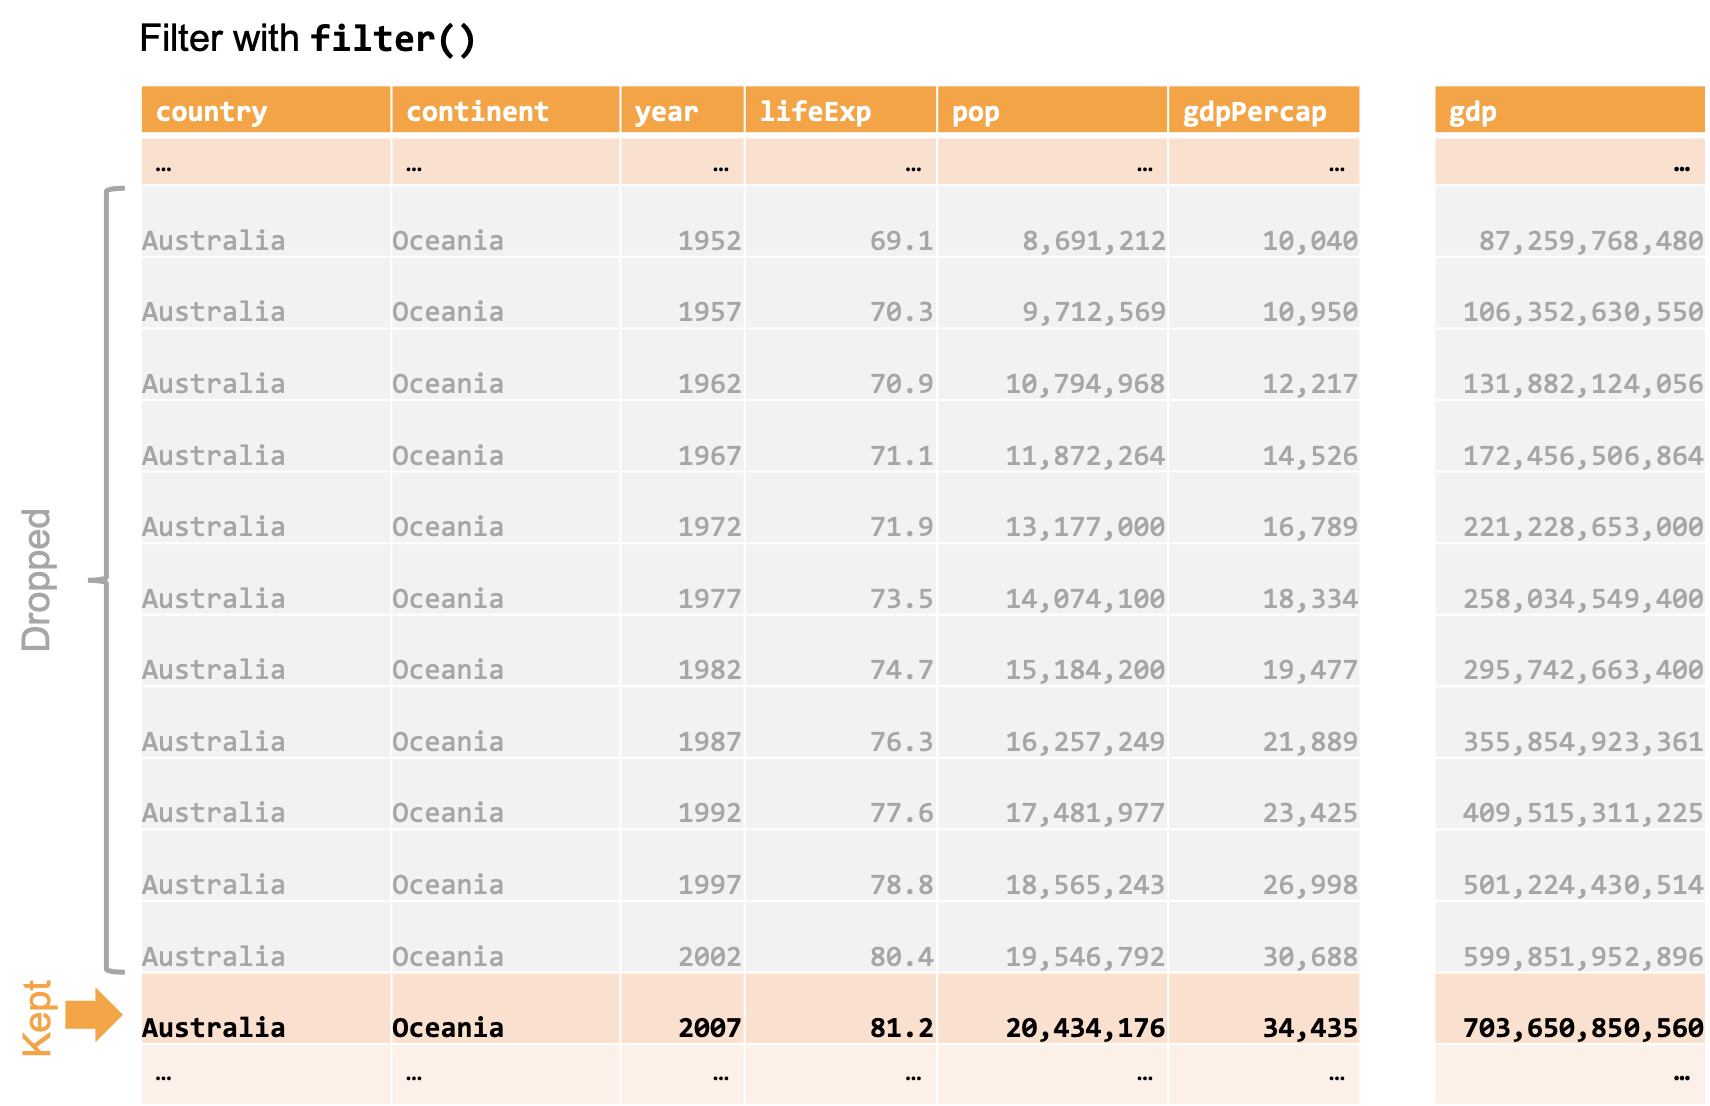 Filter with filter()
country continent year lifeExp pop gdpPercap gdp
… … … … … … …
Australia Oceania 1952 69.1 8,691,212 10,040 87,259,768,480
Australia Oceania 1957 70.3 9,712,569 10,950 106,352,630,550
Australia Oceania 1962 70.9 10,794,968 12,217 131,882,124,056
Australia Oceania 1967 71.1 11,872,264 14,526 172,456,506,864
Australia Oceania 1972 71.9 13,177,000 16,789 221,228,653,000
Australia Oceania 1977 73.5 14,074,100 18,334 258,034,549,400
Australia Oceania 1982 74.7 15,184,200 19,477 295,742,663,400
Australia Oceania 1987 76.3 16,257,249 21,889 355,854,923,361
Australia Oceania 1992 77.6 17,481,977 23,425 409,515,311,225
Australia Oceania 1997 78.8 18,565,243 26,998 501,224,430,514
Australia Oceania 2002 80.4 19,546,792 30,688 599,851,952,896
Australia Oceania 2007 81.2 20,434,176 34,435 703,650,850,560
… … … … … … …
Dropped
Kept